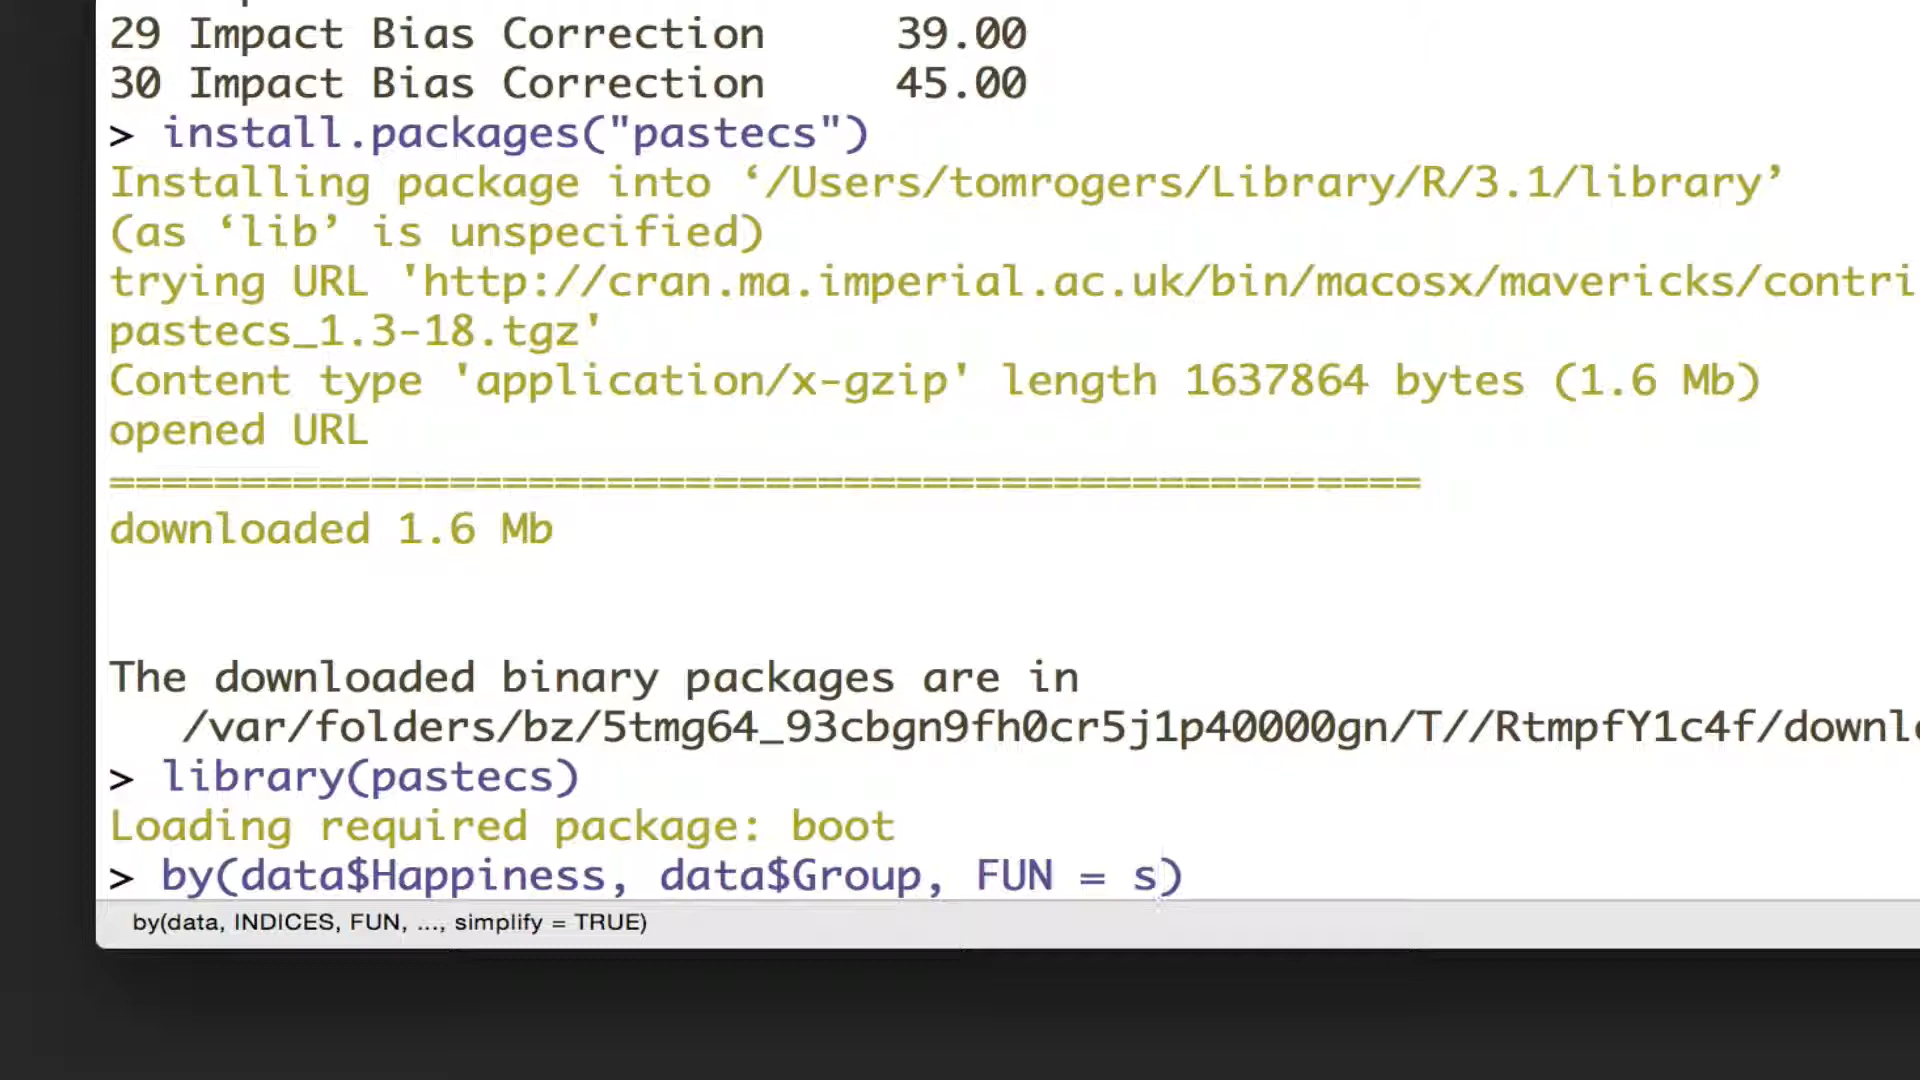 29 Impact Bias Correction 39.00
30 Impact Bias Correction 45.00
> install.packages("pastecs")
Installing package into ‘/Users/tomrogers/Library/R/3.1/library’
(as ‘lib’ is unspecified)
trying URL 'http://cran.ma.imperial.ac.uk/bin/macosx/mavericks/contri
pastecs_1.3-18.tgz'
Content type 'application/x-gzip' length 1637864 bytes (1.6 Mb)
opened URL
==================================================
downloaded 1.6 Mb
The downloaded binary packages are in
/var/folders/bz/5tmg64_93cbgn9fh0cr5j1p40000gn/T//RtmpfY1c4f/downl
> library(pastecs)
Loading required package: boot
> by(data$Happiness, data$Group, FUN = s)
by(data, INDICES, FUN, ..., simplify = TRUE)